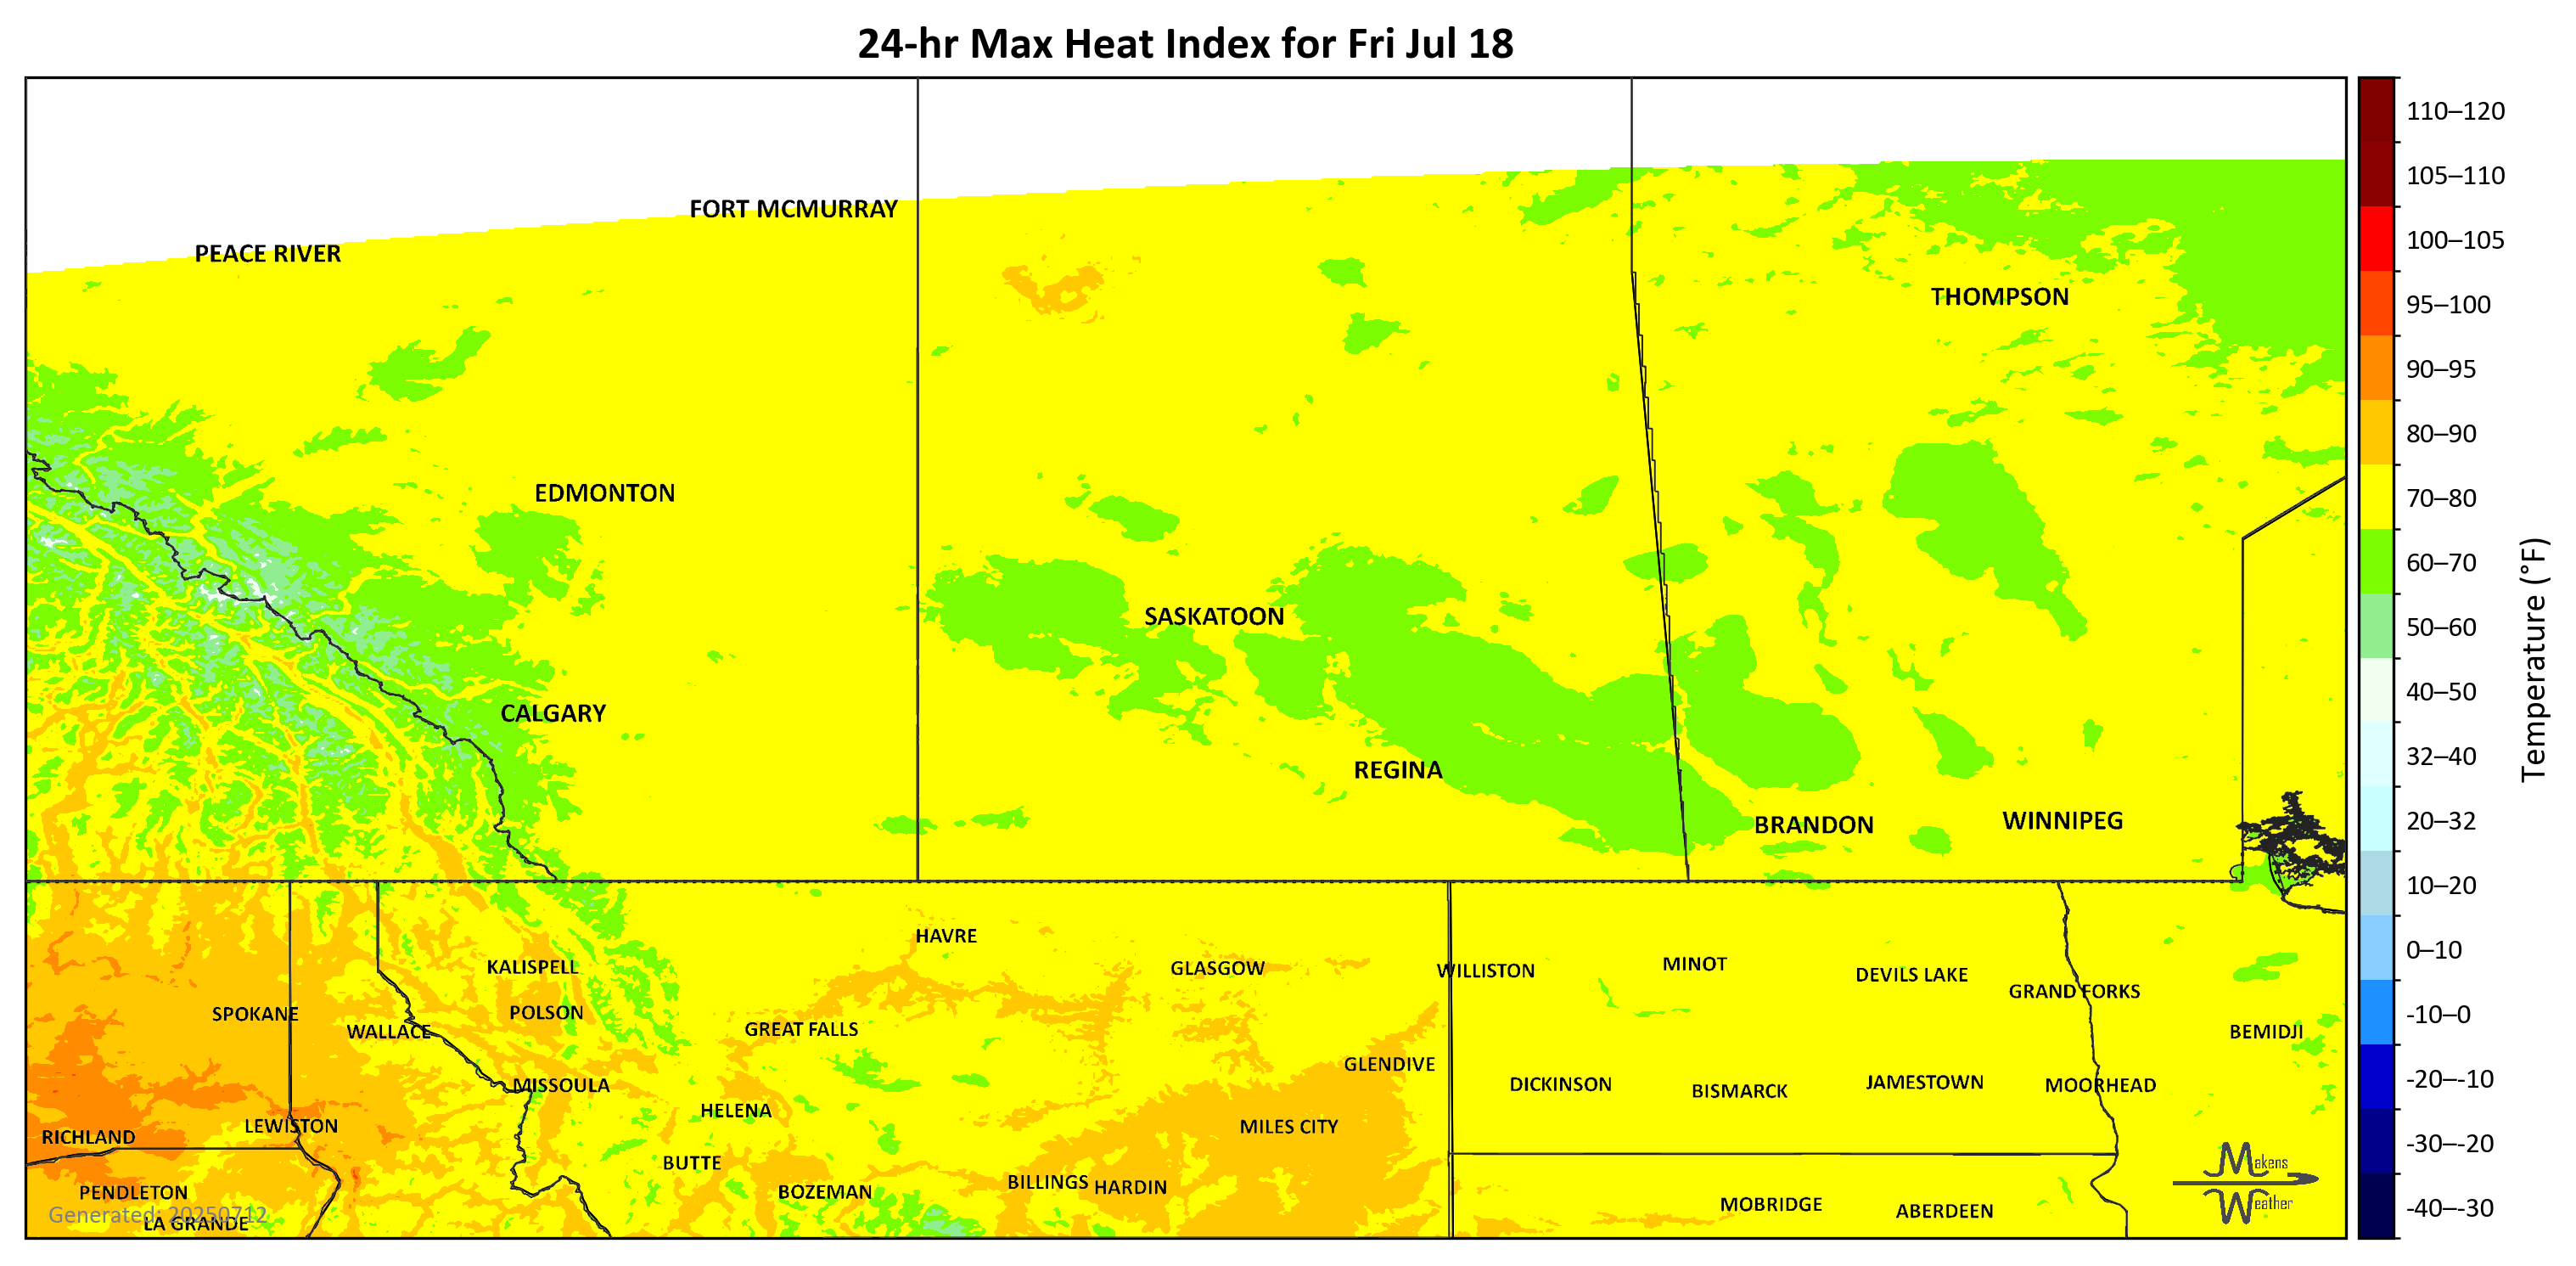 24-hr Max Heat Index for Fri Jul 18
110–120
105–110
FORT MCMURRAY
100–105
PEACE RIVER
THOMPSON
95–100
90–95
80–90
EDMONTON
70–80
60–70
SASKATOON
50–60
Temperature (°F)
40–50
CALGARY
32–40
REGINA
20–32
BRANDON
WINNIPEG
10–20
HAVRE
0–10
KALISPELL
GLASGOW
WILLISTON
MINOT
DEVILS LAKE
GRAND FORKS
SPOKANE
POLSON
-10–0
WALLACE
GREAT FALLS
BEMIDJI
GLENDIVE
MISSOULA
DICKINSON
BISMARCK
JAMESTOWN
MOORHEAD
-20–-10
HELENA
LEWISTON
MILES CITY
RICHLAND
-30–-20
BUTTE
Makens
Weather
PENDLETON
BOZEMAN
BILLINGS
HARDIN
MOBRIDGE
ABERDEEN
-40–-30
Generated: 20250712
LA GRANDE